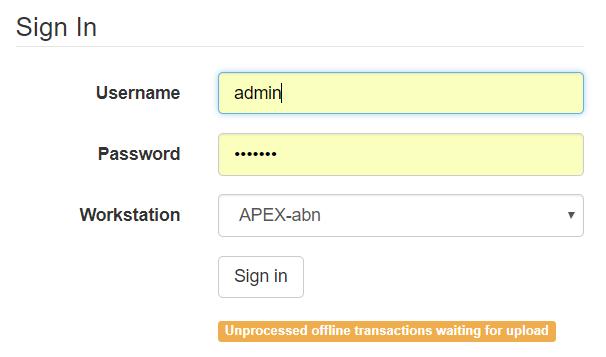 Sign In
Username admin
Password •••••••
Workstation APEX-abn
Sign in
Unprocessed offline transactions waiting for upload